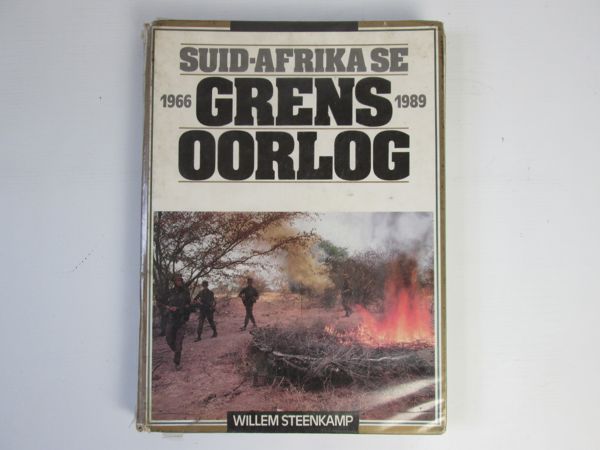 SUID-AFRIKA SE
1966 GRENS 1989
OORLOG
WILLEM STEENKAMP